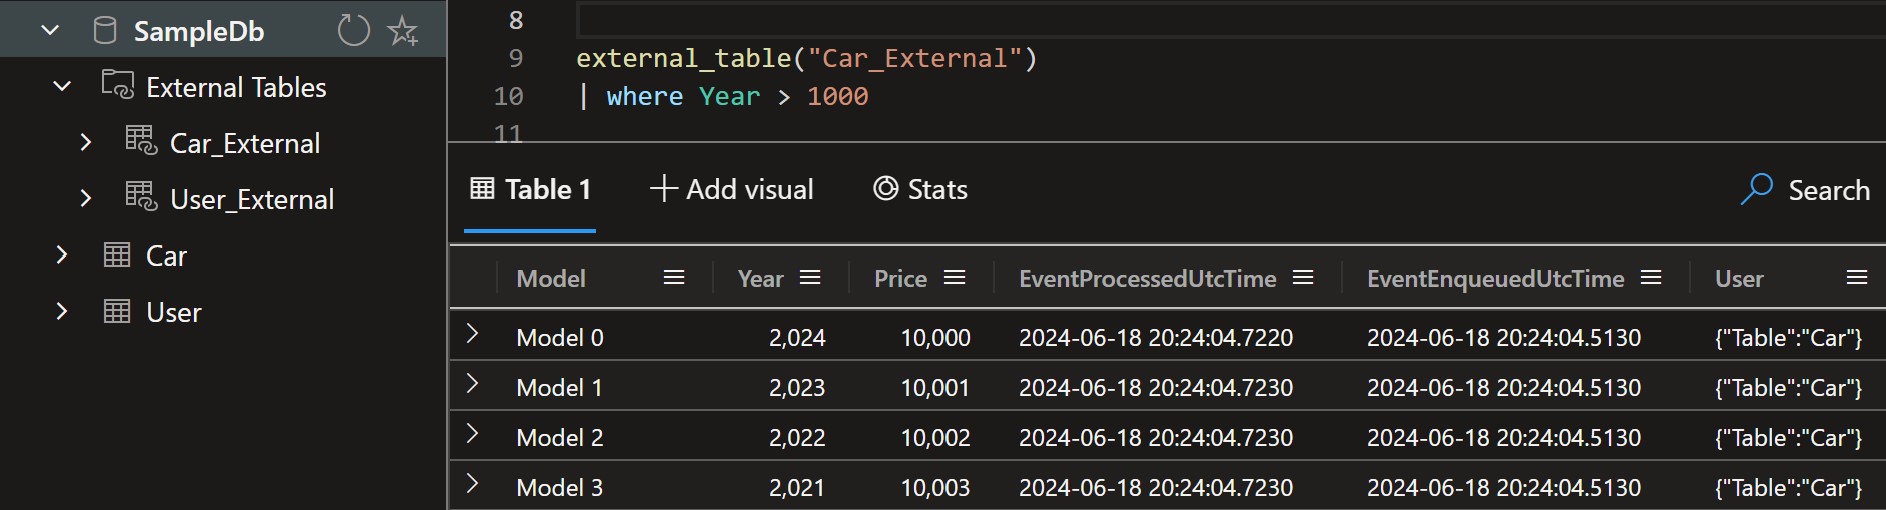 SampleDb
External Tables
Car_External
User_External
Car
User
8
9 external_table("Car_External")
10 | where Year > 1000
11
Table 1 Add visual Stats Search
Model Year Price EventProcessedUtcTime EventEnqueuedUtcTime User
Model 0 2,024 10,000 2024-06-18 20:24:04.7220 2024-06-18 20:24:04.5130 {"Table":"Car"}
Model 1 2,023 10,001 2024-06-18 20:24:04.7230 2024-06-18 20:24:04.5130 {"Table":"Car"}
Model 2 2,022 10,002 2024-06-18 20:24:04.7230 2024-06-18 20:24:04.5130 {"Table":"Car"}
Model 3 2,021 10,003 2024-06-18 20:24:04.7230 2024-06-18 20:24:04.5130 {"Table":"Car"}